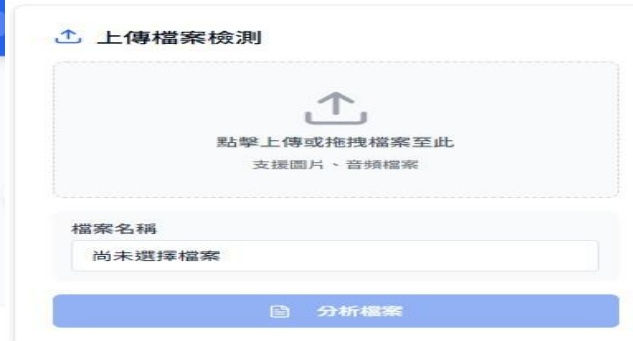 上傳檔案檢測
點擊上傳或拖拽檔案至此
支援圖片、音頻檔案
檔案名稱
尚未選擇檔案
分析檔案